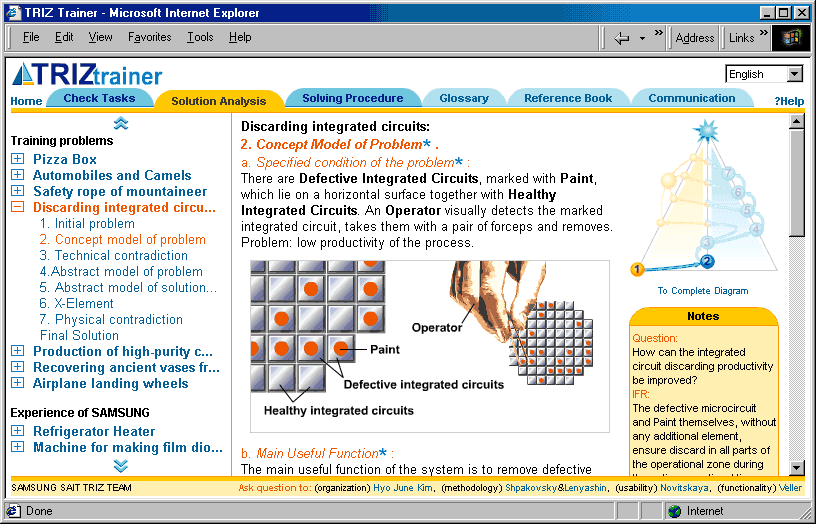 TRIZ Trainer - Microsoft Internet Explorer
File Edit View Favorites Tools Help
Address Links
TRIZtrainer
English
Home Check Tasks Solution Analysis Solving Procedure Glossary Reference Book Communication ?Help
Training problems
Pizza Box
Automobiles and Camels
Safety rope of mountaineer
Discarding integrated circu...
1. Initial problem
2. Concept model of problem
3. Technical contradiction
4.Abstract model of problem
5. Abstract model of solution...
6. X-Element
7. Physical contradiction
Final Solution
Production of high-purity c...
Recovering ancient vases fr...
Airplane landing wheels
Experience of SAMSUNG
Refrigerator Heater
Machine for making film dio...
Discarding integrated circuits:
2. Concept Model of Problem* .
a. Specified condition of the problem* :
There are Defective Integrated Circuits, marked with Paint,
which lie on a horizontal surface together with Healthy
Integrated Circuits. An Operator visually detects the marked
integrated circuit, takes them with a pair of forceps and removes.
Problem: low productivity of the process.
Operator
Paint
Defective integrated circuits
Healthy integrated circuits
b. Main Useful Function* :
The main useful function of the system is to remove defective
7
6
5
4
3
1
2
To Complete Diagram
Notes
Question:
How can the integrated
circuit discarding productivity
be improved?
IFR:
The defective microcircuit
and Paint themselves, without
any additional element,
ensure discard in all parts of
the operational zone during
SAMSUNG SAIT TRIZ TEAM
Ask question to: (organization) Hyo June Kim, (methodology) Shpakovsky&Lenyashin, (usability) Novitskaya, (functionality) Veller
Done
Internet